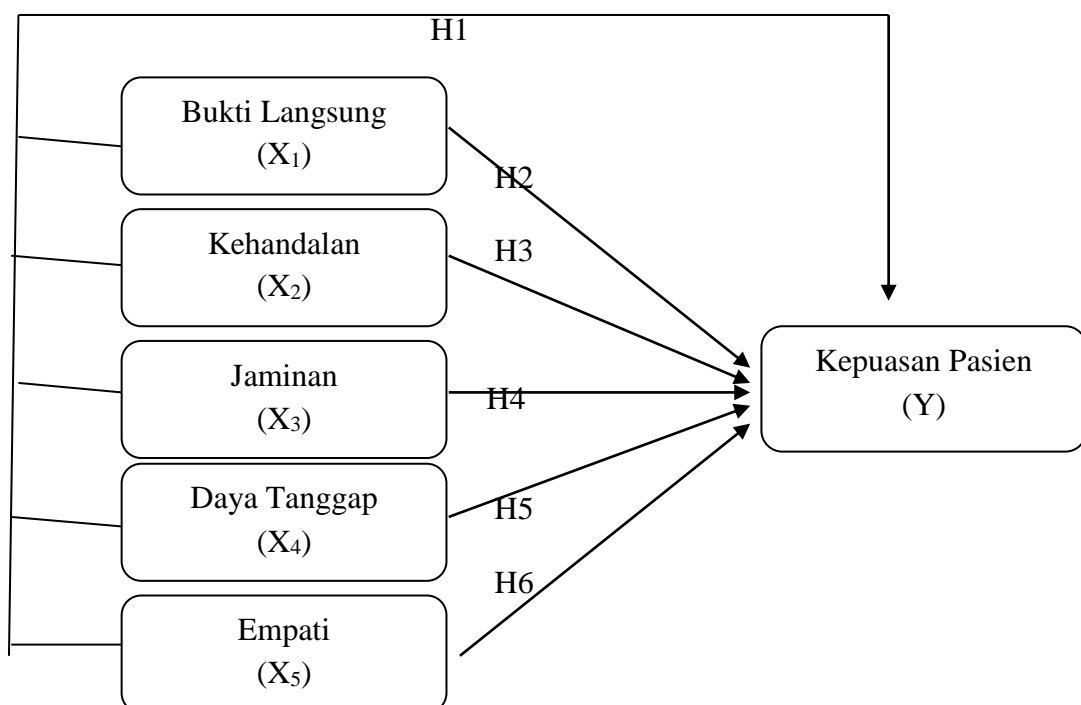 H1
Bukti Langsung
(X₁)
H2
Kehandalan
(X₂)
H3
Jaminan
(X₃)
H4
Kepuasan Pasien
(Y)
Daya Tanggap
(X₄)
H5
H6
Empati
(X₅)